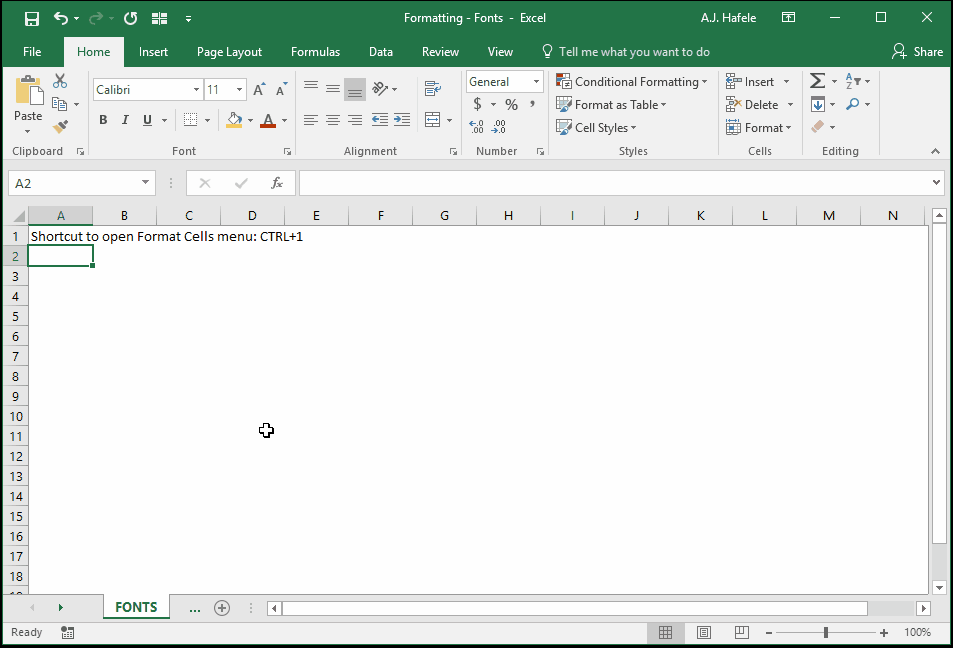 Formatting - Fonts - Excel
A.J. Hafele
File Home Insert Page Layout Formulas Data Review View Tell me what you want to do Share
Paste
Calibri 11
B I U A
General
$ % ,
Conditional Formatting
Format as Table
Cell Styles
Insert
Delete
Format
Clipboard Font Alignment Number Styles Cells Editing
A2 fx
A B C D E F G H I J K L M N
1 Shortcut to open Format Cells menu: CTRL+1
2
3
4
5
6
7
8
9
10
11
12
13
14
15
16
17
18
FONTS ...
Ready 100%